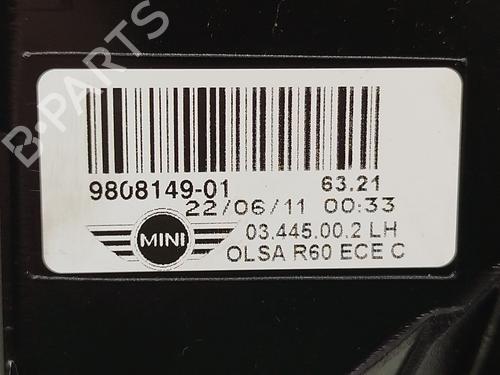 B-PARTS
9808149-01 63.21
22/06/11 00:33
MINI
03.445.00.2 LH
OLSA R60 ECE C